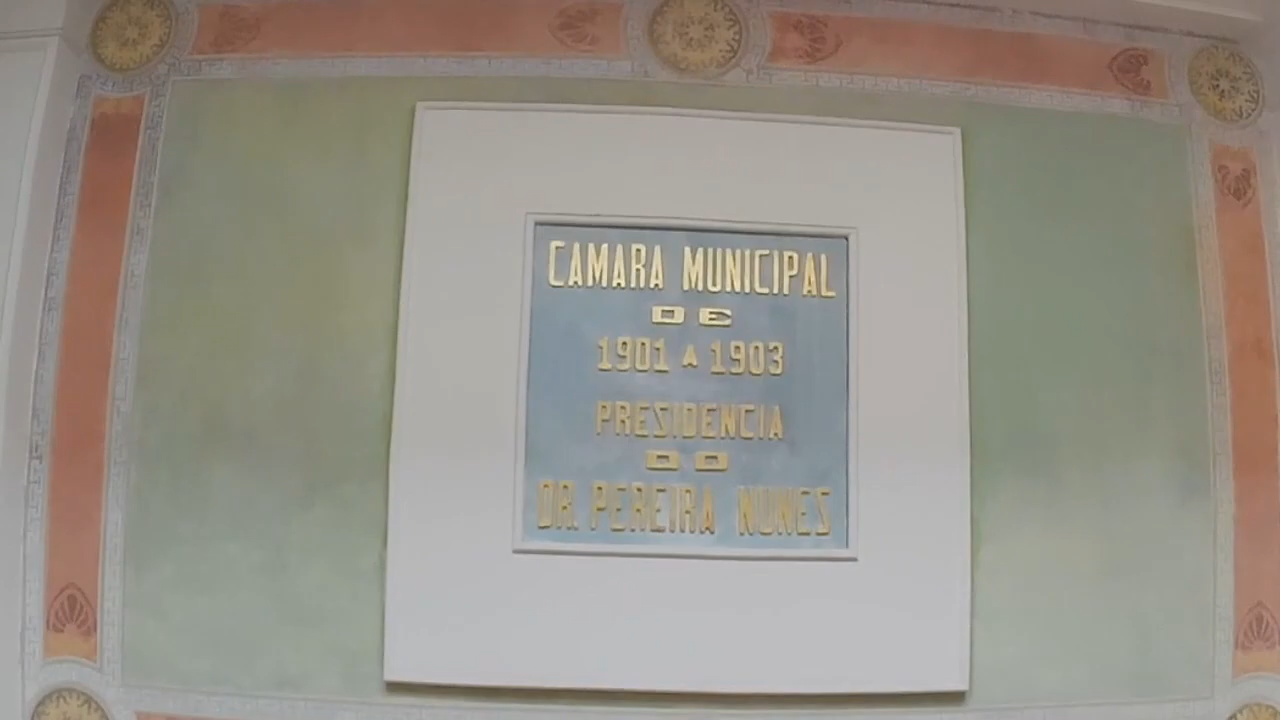 CAMARA MUNICIPAL
DE
1901 A 1903
PRESIDENCIA
DO
DR. PEREIRA NUNES